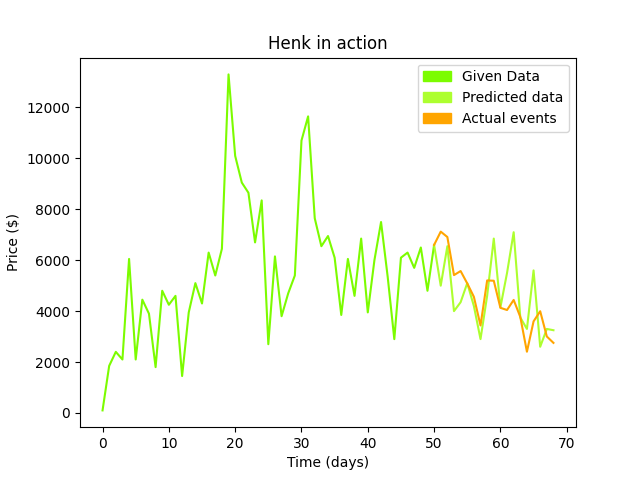 Henk in action
Given Data
Predicted data
Actual events
12000
10000
8000
6000
4000
2000
0
Price ($)
0 10 20 30 40 50 60 70
Time (days)